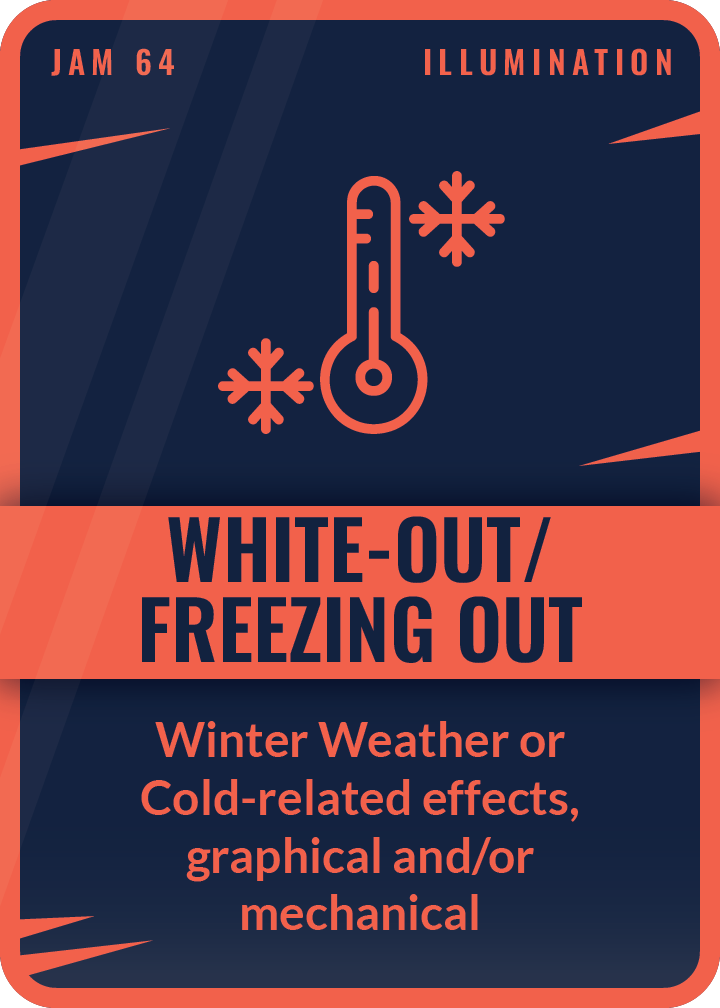 JAM 64
ILLUMINATION
WHITE-OUT/
FREEZING OUT
Winter Weather or
Cold-related effects,
graphical and/or
mechanical